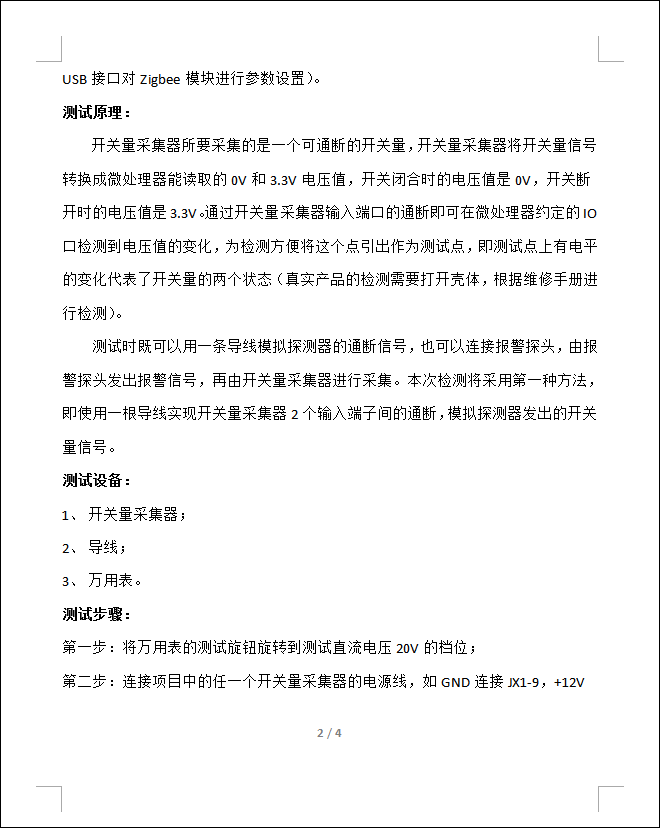 USB 接口对 Zigbee 模块进行参数设置）。
测试原理：
开关量采集器所要采集的是一个可通断的开关量，开关量采集器将开关量信号
转换成微处理器能读取的 0V 和 3.3V 电压值，开关闭合时的电压值是 0V，开关断
开时的电压值是 3.3V。通过开关量采集器输入端口的通断即可在微处理器约定的 IO
口检测到电压值的变化，为检测方便将这个点引出作为测试点，即测试点上有电平
的变化代表了开关量的两个状态（真实产品的检测需要打开壳体，根据维修手册进
行检测）。
测试时既可以用一条导线模拟探测器的通断信号，也可以连接报警探头，由报
警探头发出报警信号，再由开关量采集器进行采集。本次检测将采用第一种方法，
即使用一根导线实现开关量采集器 2 个输入端子间的通断，模拟探测器发出的开关
量信号。
测试设备：
1、 开关量采集器；
2、 导线；
3、 万用表。
测试步骤：
第一步：将万用表的测试旋钮旋转到测试直流电压 20V 的档位；
第二步：连接项目中的任一个开关量采集器的电源线，如 GND 连接 JX1-9，+12V
2 / 4